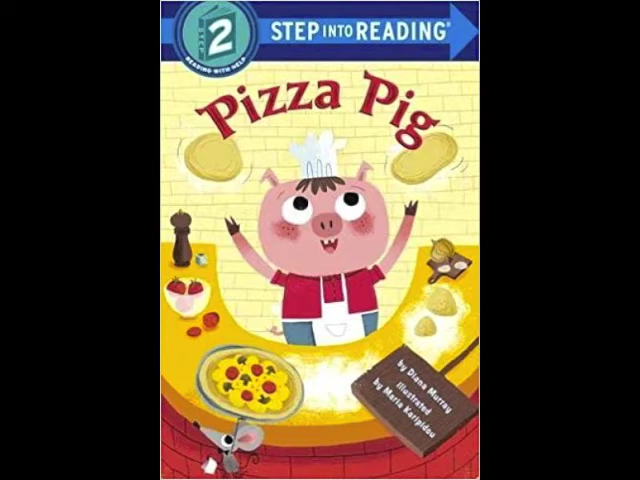 2
READING WITH HELP
STEP INTO READING®
Pizza Pig
by Diana Murray
illustrated
by Maria Karipidou